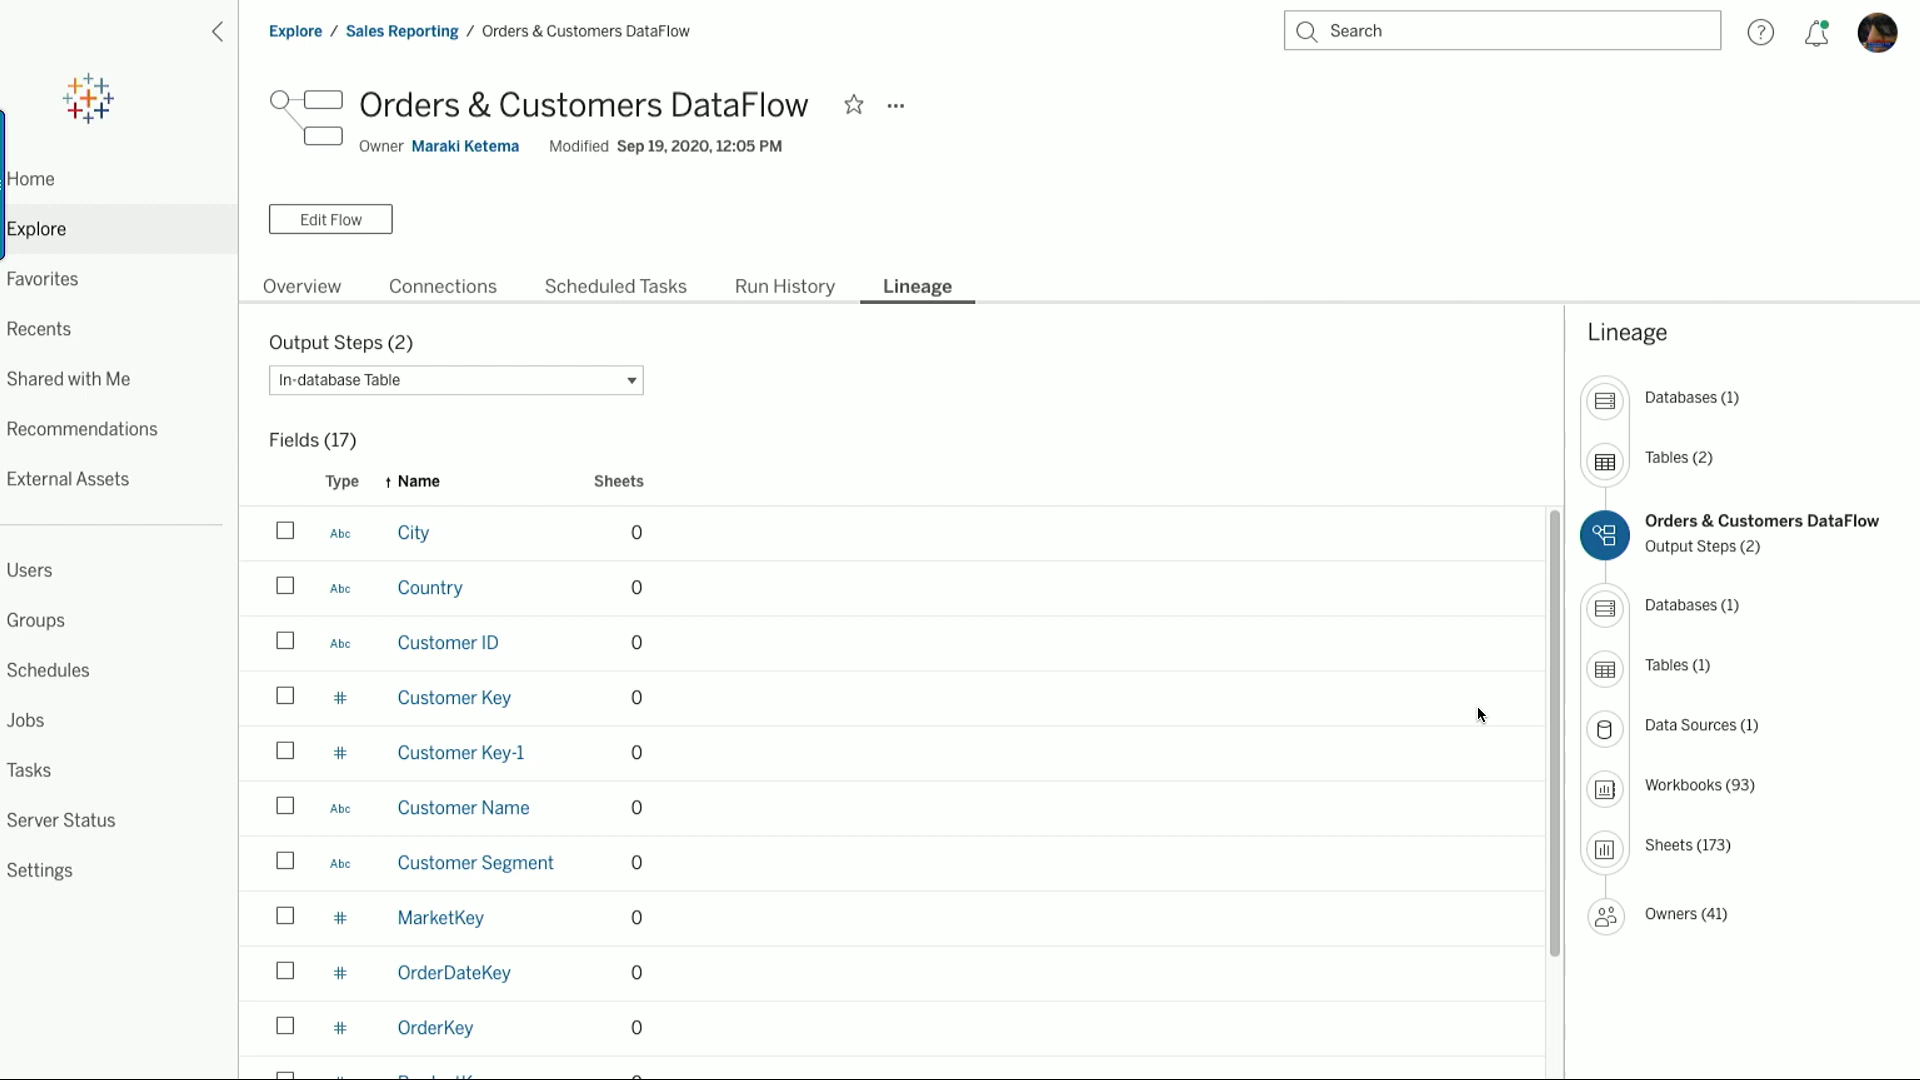 Explore / Sales Reporting / Orders & Customers DataFlow
Search
?
Orders & Customers DataFlow
Owner Maraki Ketema Modified Sep 19, 2020, 12:05 PM
Edit Flow
Home
Explore
Favorites
Recents
Shared with Me
Recommendations
External Assets
Users
Groups
Schedules
Jobs
Tasks
Server Status
Settings
Overview Connections Scheduled Tasks Run History Lineage
Output Steps (2)
In-database Table
Fields (17)
Type ↑ Name Sheets
Abc City 0
Abc Country 0
Abc Customer ID 0
# Customer Key 0
# Customer Key-1 0
Abc Customer Name 0
Abc Customer Segment 0
# MarketKey 0
# OrderDateKey 0
# OrderKey 0
Lineage
Databases (1)
Tables (2)
Orders & Customers DataFlow
Output Steps (2)
Databases (1)
Tables (1)
Data Sources (1)
Workbooks (93)
Sheets (173)
Owners (41)